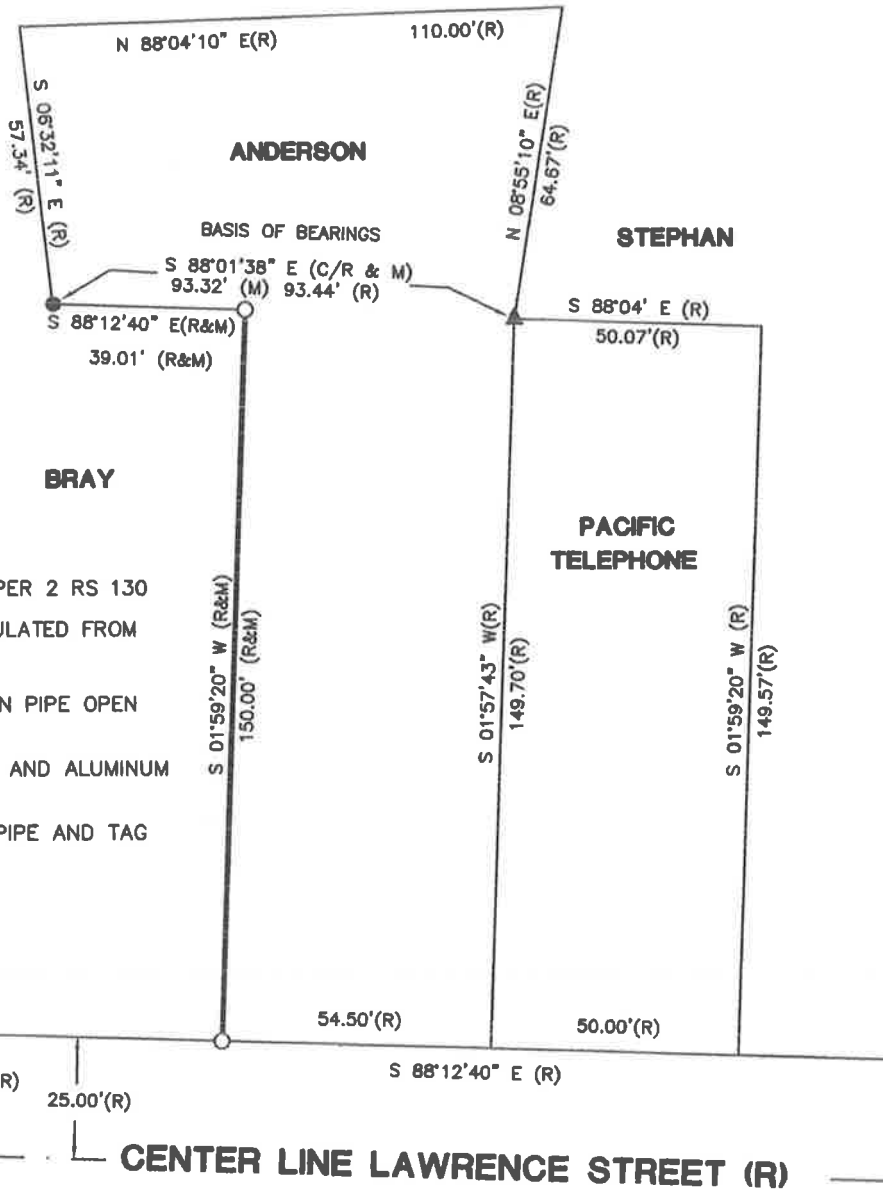 N 88°04'10" E(R)
110.00'(R)
S 06°32'11" E (R)
57.34' (R)
ANDERSON
N 08°55'10" E(R)
64.67'(R)
BASIS OF BEARINGS
STEPHAN
S 88°01'38" E (C/R & M)
93.32' (M) 93.44' (R)
S 88°04' E (R)
50.07'(R)
S 88°12'40" E(R&M)
39.01' (R&M)
BRAY
PACIFIC
TELEPHONE
PER 2 RS 130
ULATED FROM
N PIPE OPEN
AND ALUMINUM
PIPE AND TAG
S 01°59'20" W (R&M)
150.00' (R&M)
S 01°57'43" W(R)
149.70'(R)
S 01°59'20" W (R)
149.57'(R)
54.50'(R)
50.00'(R)
S 88°12'40" E (R)
R)
25.00'(R)
CENTER LINE LAWRENCE STREET (R)